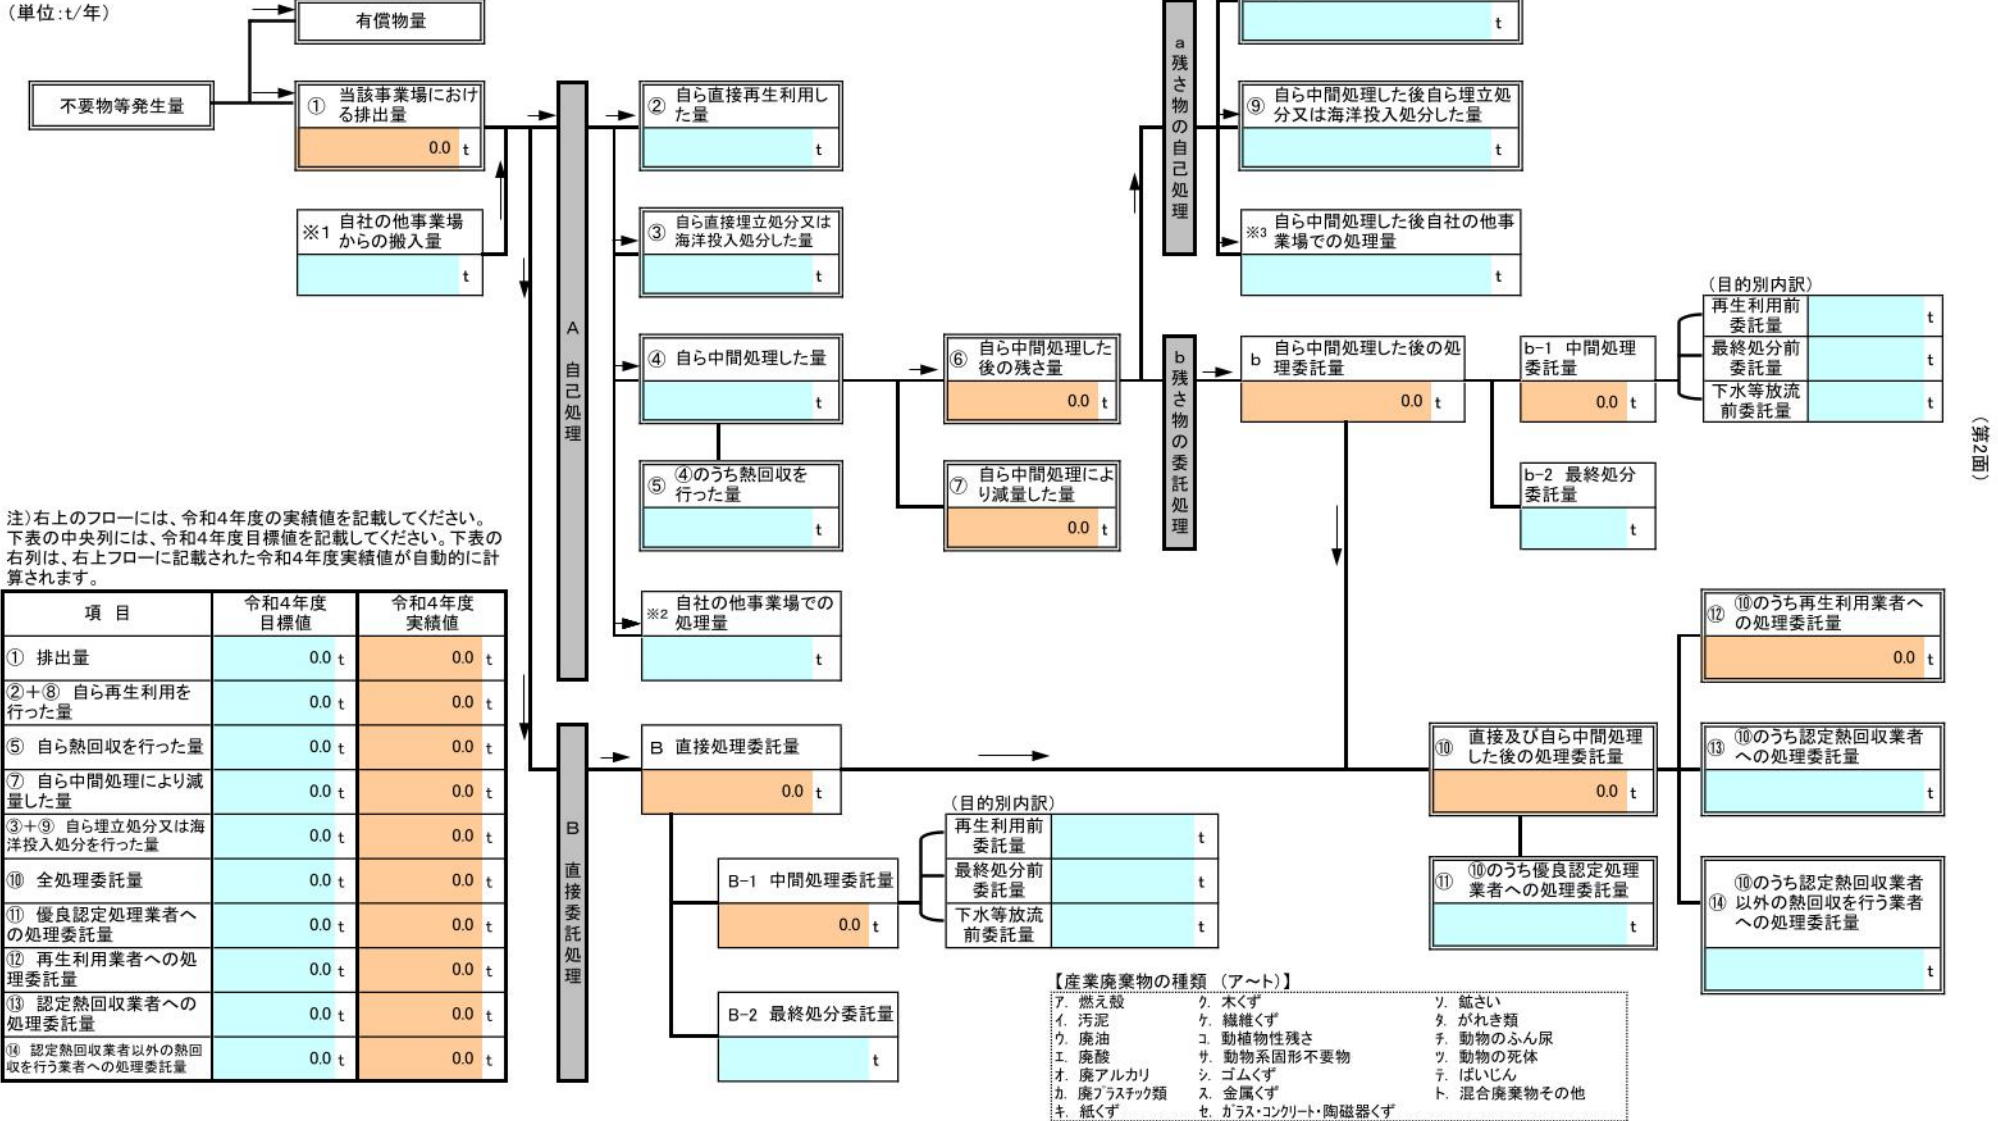 (単位:t/年)
有償物量
不要物等発生量
① 当該事業場におけ
る排出量
0.0 t
※1 自社の他事業場
からの搬入量
t
A 自己処理
② 自ら直接再生利用し
た量
t
③ 自ら直接埋立処分又は
海洋投入処分した量
t
④ 自ら中間処理した量
t
⑤ ④のうち熱回収を
行った量
t
※2 自社の他事業場での
処理量
t
⑥ 自ら中間処理した
後の残さ量
0.0 t
⑦ 自ら中間処理によ
り減量した量
0.0 t
a 残さ物の自己処理
t
⑨ 自ら中間処理した後自ら埋立処
分又は海洋投入処分した量
t
※3 自ら中間処理した後自社の他事
業場での処理量
t
b 残さ物の委託処理
b 自ら中間処理した後の処
理委託量
0.0 t
b-1 中間処理
委託量
0.0 t
(目的別内訳)
再生利用前
委託量
t
最終処分前
委託量
t
下水等放流
前委託量
t
b-2 最終処分
委託量
t
(第2面)
注)右上のフローには、令和4年度の実績値を記載してください。
下表の中央列には、令和4年度目標値を記載してください。下表の
右列は、右上フローに記載された令和4年度実績値が自動的に計
算されます。
項 目 令和4年度 目標値 令和4年度 実績値
① 排出量 0.0 t 0.0 t
②+⑧ 自ら再生利用を
行った量 0.0 t 0.0 t
⑤ 自ら熱回収を行った量 0.0 t 0.0 t
⑦ 自ら中間処理により減
量した量 0.0 t 0.0 t
③+⑨ 自ら埋立処分又は海
洋投入処分を行った量 0.0 t 0.0 t
⑩ 全処理委託量 0.0 t 0.0 t
⑪ 優良認定処理業者へ
の処理委託量 0.0 t 0.0 t
⑫ 再生利用業者への処
理委託量 0.0 t 0.0 t
⑬ 認定熱回収業者への
処理委託量 0.0 t 0.0 t
⑭ 認定熱回収業者以外の熱回
収を行う業者への処理委託量 0.0 t 0.0 t
B 直接委託処理
B 直接処理委託量
0.0 t
B-1 中間処理委託量
0.0 t
(目的別内訳)
再生利用前
委託量
t
最終処分前
委託量
t
下水等放流
前委託量
t
B-2 最終処分委託量
t
⑩ 直接及び自ら中間処理
した後の処理委託量
0.0 t
⑪ ⑩のうち優良認定処理
業者への処理委託量
t
⑫ ⑩のうち再生利用業者へ
の処理委託量
0.0 t
⑬ ⑩のうち認定熱回収業者
への処理委託量
t
⑭ ⑩のうち認定熱回収業者
以外の熱回収を行う業者
への処理委託量
t
【産業廃棄物の種類 (ア~ト)】
ア. 燃え殻 ク. 木くず ソ. 鉱さい
イ. 汚泥 ケ. 繊維くず タ. がれき類
ウ. 廃油 コ. 動植物性残さ チ. 動物のふん尿
エ. 廃酸 サ. 動物系固形不要物 ツ. 動物の死体
オ. 廃アルカリ シ. ゴムくず テ. ばいじん
カ. 廃プラスチック類 ス. 金属くず ト. 混合廃棄物その他
キ. 紙くず セ. ガラス・コンクリート・陶磁器くず